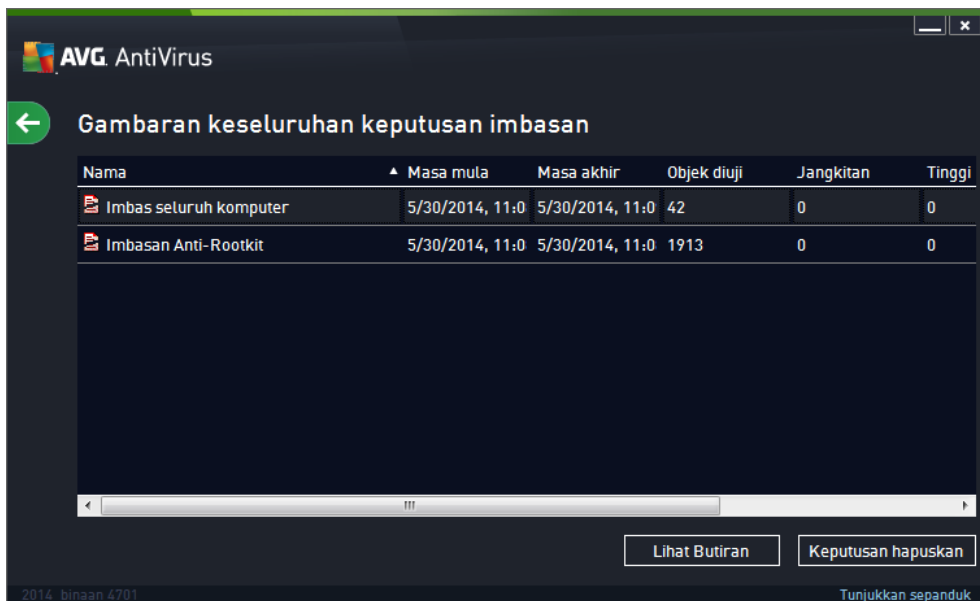 AVG. AntiVirus
Gambaran keseluruhan keputusan imbasan
Nama Masa mula Masa akhir Objek diuji Jangkitan Tinggi
Imbas seluruh komputer 5/30/2014, 11:0 5/30/2014, 11:0 42 0 0
Imbasan Anti-Rootkit 5/30/2014, 11:0 5/30/2014, 11:0 1913 0 0
Lihat Butiran Keputusan hapuskan
2014 binaan 4701 Tunjukkan sepanduk